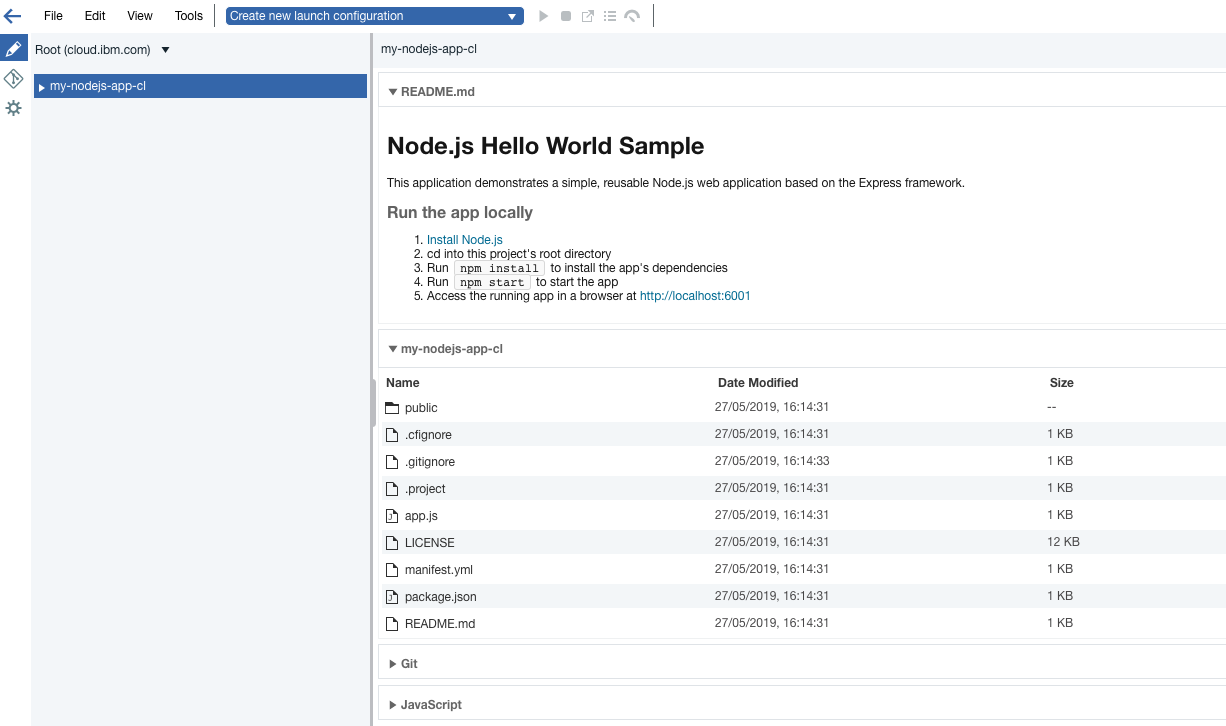 File Edit View Tools Create new launch configuration
Root (cloud.ibm.com)
my-nodejs-app-cl
my-nodejs-app-cl
README.md
Node.js Hello World Sample
This application demonstrates a simple, reusable Node.js web application based on the Express framework.
Run the app locally
1. Install Node.js
2. cd into this project's root directory
3. Run npm install to install the app's dependencies
4. Run npm start to start the app
5. Access the running app in a browser at http://localhost:6001
my-nodejs-app-cl
Name Date Modified Size
public 27/05/2019, 16:14:31 --
.cfignore 27/05/2019, 16:14:31 1 KB
.gitignore 27/05/2019, 16:14:33 1 KB
.project 27/05/2019, 16:14:31 1 KB
app.js 27/05/2019, 16:14:31 1 KB
LICENSE 27/05/2019, 16:14:31 12 KB
manifest.yml 27/05/2019, 16:14:31 1 KB
package.json 27/05/2019, 16:14:31 1 KB
README.md 27/05/2019, 16:14:31 1 KB
Git
JavaScript